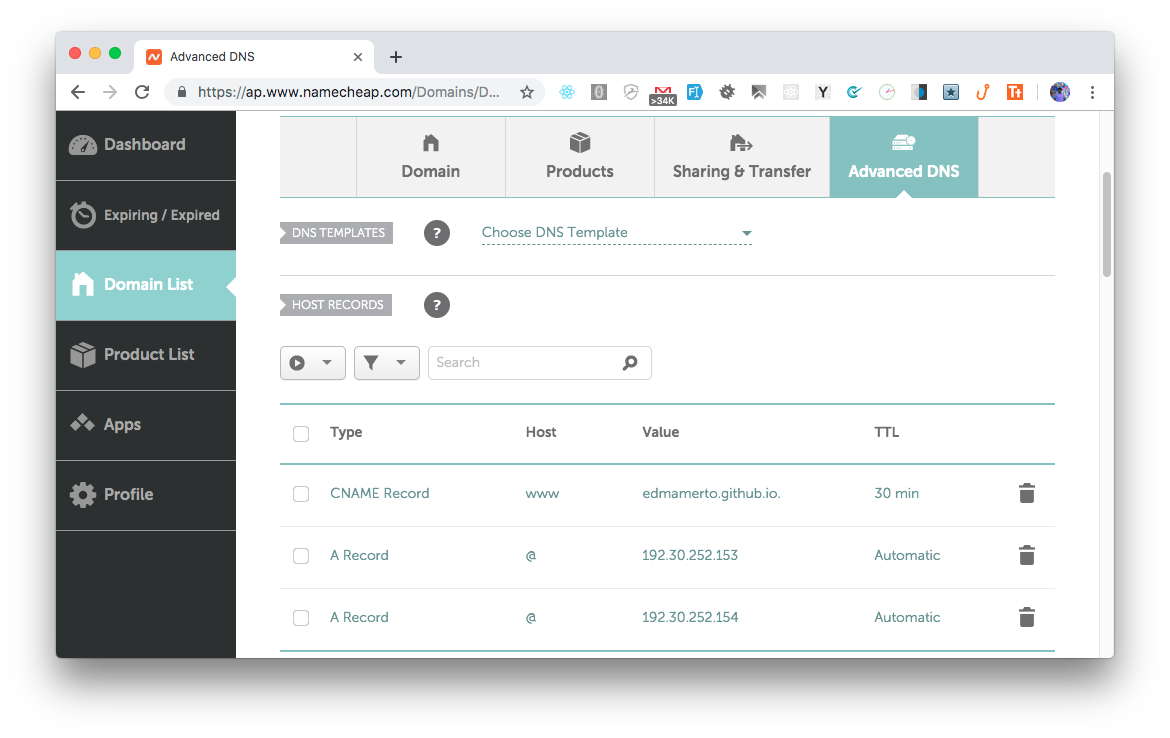 Advanced DNS
https://ap.www.namecheap.com/Domains/D...
>34K
FI
Y
Tt
Dashboard
Expiring / Expired
Domain List
Product List
Apps
Profile
Domain
Products
Sharing & Transfer
Advanced DNS
DNS TEMPLATES
?
Choose DNS Template
HOST RECORDS
?
Search
Type Host Value TTL
CNAME Record www edmamerto.github.io. 30 min
A Record @ 192.30.252.153 Automatic
A Record @ 192.30.252.154 Automatic